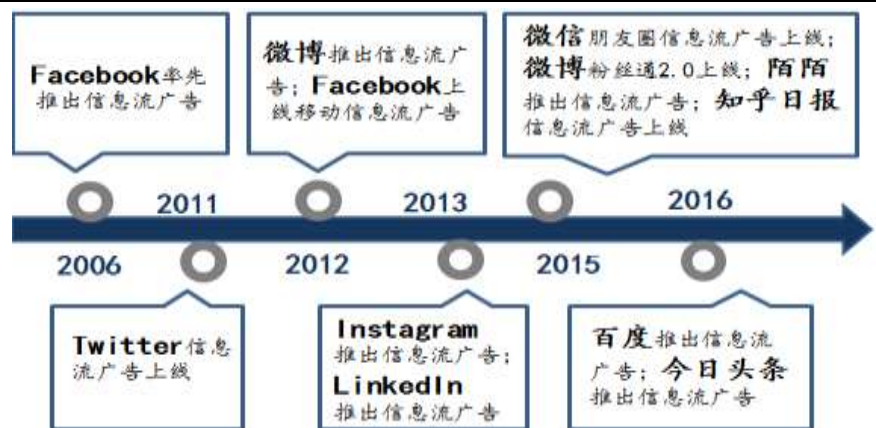 Facebook率先
推出信息流广告
微博推出信息流广
告；Facebook上
线移动信息流广告
微信朋友圈信息流广告上线；
微博粉丝通2.0上线；陌陌
推出信息流广告；知乎日报
信息流广告上线
2011
2013
2016
2006
2012
2015
Twitter信息
流广告上线
Instagram
推出信息流广告；
LinkedIn
推出信息流广告
百度推出信息流
广告；今日头条
推出信息流广告